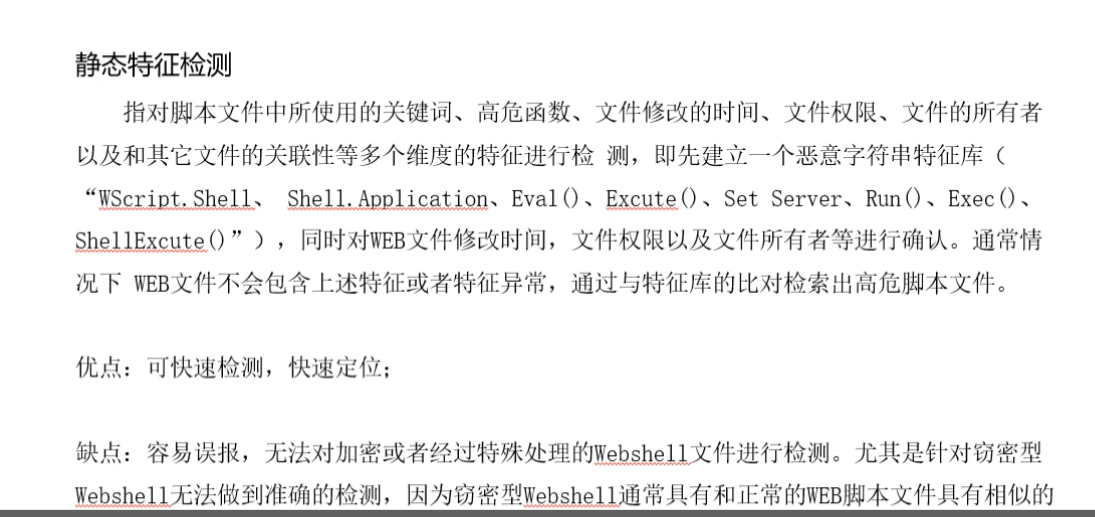 静态特征检测
指对脚本文件中所使用的关键词、高危函数、文件修改的时间、文件权限、文件的所有者
以及和其它文件的关联性等多个维度的特征进行检 测，即先建立一个恶意字符串特征库（
“WScript.Shell、 Shell.Application、Eval()、Excute()、Set Server、Run()、Exec()、
ShellExcute()”），同时对WEB文件修改时间，文件权限以及文件所有者等进行确认。通常情
况下 WEB文件不会包含上述特征或者特征异常，通过与特征库的比对检索出高危脚本文件。
优点：可快速检测，快速定位；
缺点：容易误报，无法对加密或者经过特殊处理的Webshell文件进行检测。尤其是针对窃密型
Webshell无法做到准确的检测，因为窃密型Webshell通常具有和正常的WEB脚本文件具有相似的